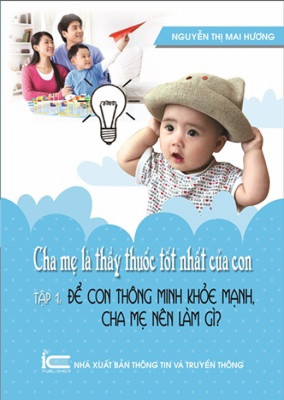 NGUYỄN THỊ MAI HƯƠNG
Cha mẹ là thầy thuốc tốt nhất của con
TẬP 1. ĐỂ CON THÔNG MINH KHỎE MẠNH,
CHA MẸ NÊN LÀM GÌ?
NHÀ XUẤT BẢN THÔNG TIN VÀ TRUYỀN THÔNG